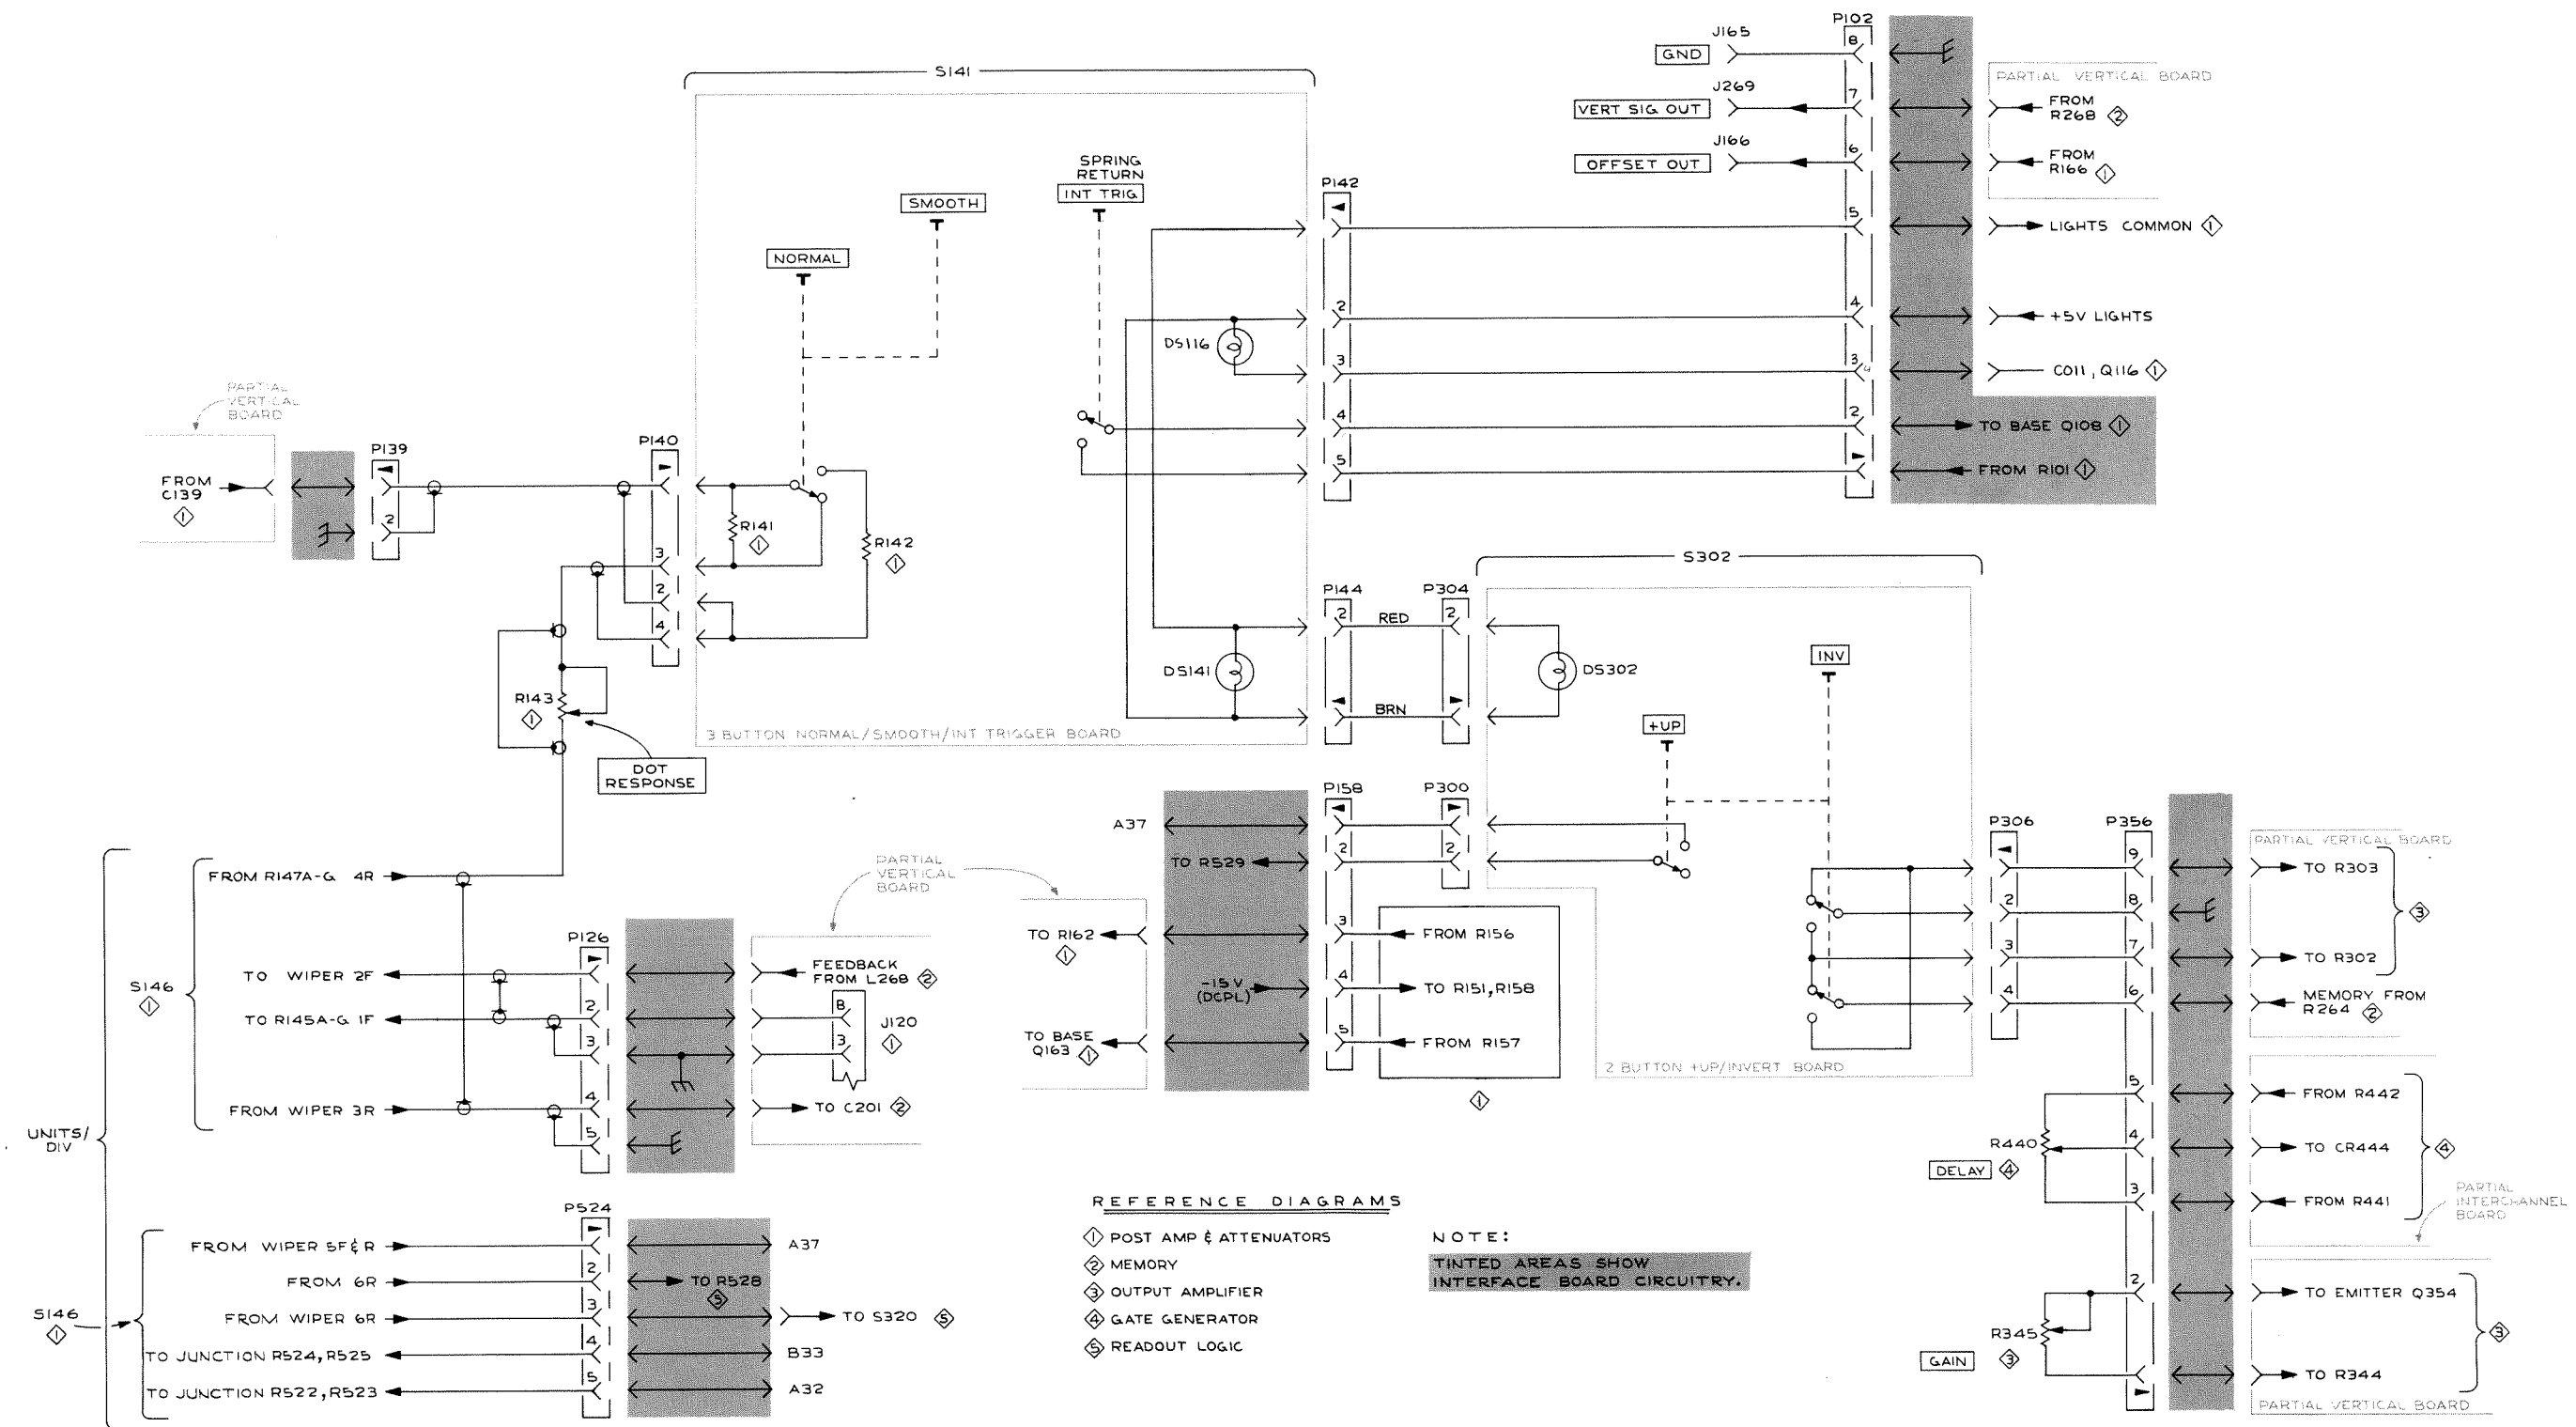 S141
NORMAL
SMOOTH
SPRING
RETURN
INT TRIG
DS116
DS141
P142
2
3
4
5
P102
8
7
6
5
4
3
4
2
J165
GND
J269
VERT SIG OUT
J166
OFFSET OUT
PARTIAL VERTICAL BOARD
FROM
R268 2
FROM
R166 1
LIGHTS COMMON 1
+5V LIGHTS
C011, Q116 1
TO BASE Q108 1
FROM R101 1
PARTIAL
VERTICAL
BOARD
FROM
C139
1
P139
2
P140
3
2
4
R141
1
R142
1
R143
1
DOT
RESPONSE
3 BUTTON NORMAL/SMOOTH/INT TRIGGER BOARD
P144
2
RED
BRN
P304
2
S302
DS302
INV
+UP
2 BUTTON +UP/INVERT BOARD
A37
TO R529
P158
2
3
4
5
P300
2
TO R162
1
-15V
(DCPL)
TO BASE
Q163 1
FROM R156
TO R151, R158
FROM R157
1
P306
2
3
4
P356
9
8
7
6
5
4
3
2
PARTIAL VERTICAL BOARD
TO R303
TO R302
3
MEMORY FROM
R264 2
FROM R442
TO CR444
FROM R441
4
PARTIAL
INTERCHANNEL
BOARD
R440
DELAY 4
R345
GAIN 3
TO EMITTER Q354
TO R344
3
PARTIAL VERTICAL BOARD
UNITS/
DIV
S146
1
FROM R147A-G 4R
TO WIPER 2F
TO R145A-G 1F
FROM WIPER 3R
P126
2
3
4
5
PARTIAL
VERTICAL
BOARD
FEEDBACK
FROM L268 2
B
3
J120
1
TO C201 2
S146
1
FROM WIPER 5F&R
FROM 6R
FROM WIPER 6R
TO JUNCTION R524, R525
TO JUNCTION R522, R523
P524
2
3
4
5
A37
TO R528
5
TO S320 5
B33
A32
REFERENCE DIAGRAMS
1 POST AMP & ATTENUATORS
2 MEMORY
3 OUTPUT AMPLIFIER
4 GATE GENERATOR
5 READOUT LOGIC
NOTE:
TINTED AREAS SHOW
INTERFACE BOARD CIRCUITRY.